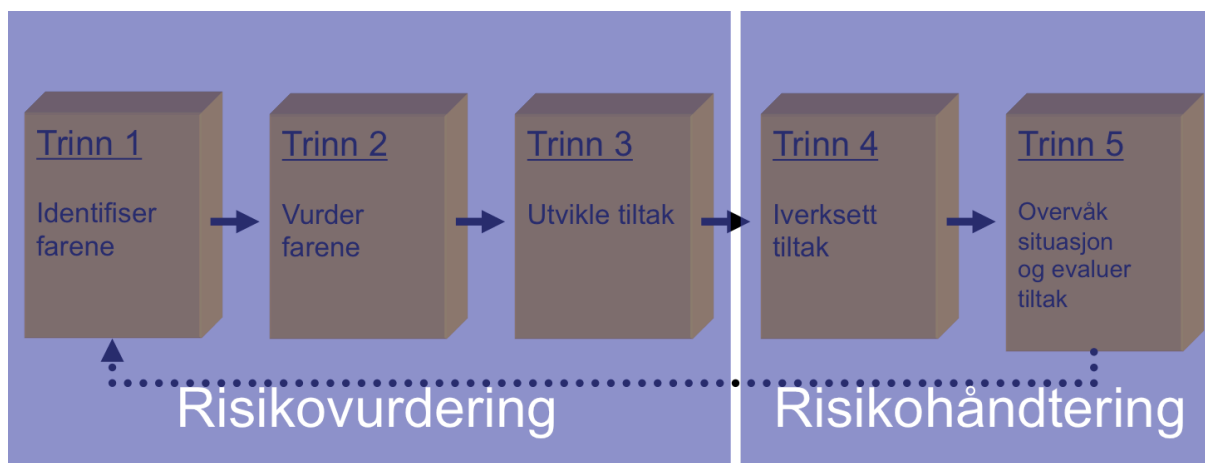 Trinn 1
Identifiser
farene
Trinn 2
Vurder
farene
Trinn 3
Utvikle tiltak
Trinn 4
Iverksett
tiltak
Trinn 5
Overvåk
situasjon
og evaluer
tiltak
Risikovurdering
Risikohåndtering